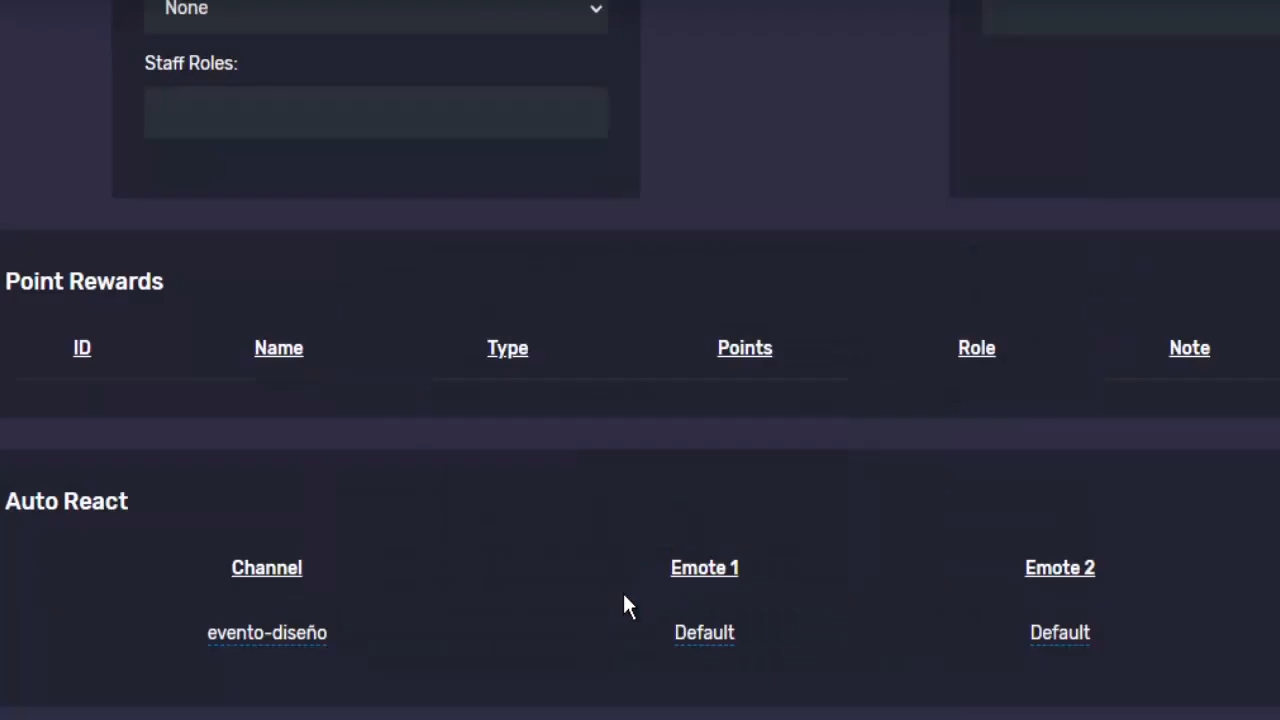 None
Staff Roles:
Point Rewards
ID Name Type Points Role Note
Auto React
Channel Emote 1 Emote 2
evento-diseño Default Default